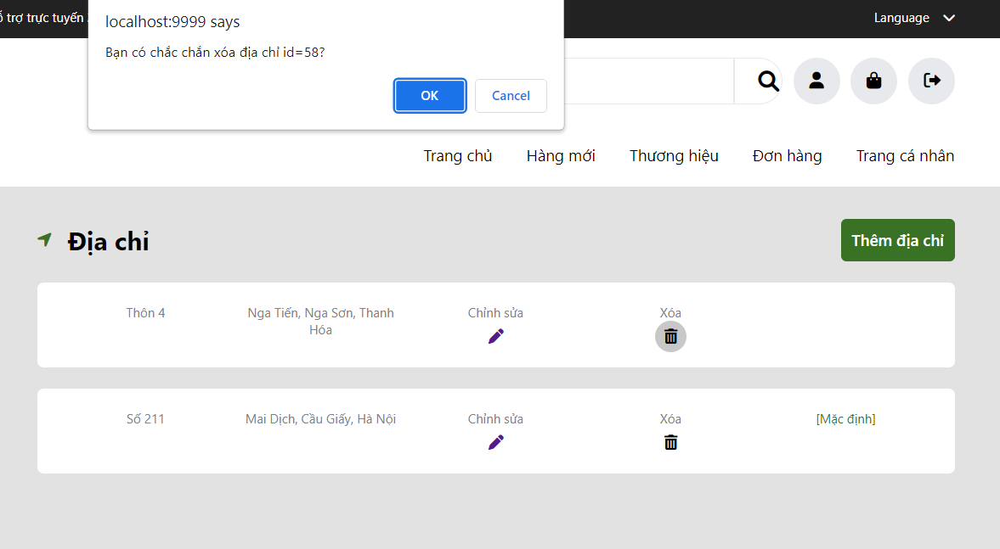 trợ trực tuyến
Language
localhost:9999 says
Bạn có chắc chắn xóa địa chỉ id=58?
OK
Cancel
Trang chủ
Hàng mới
Thương hiệu
Đơn hàng
Trang cá nhân
Địa chỉ
Thêm địa chỉ
Thôn 4
Nga Tiến, Nga Sơn, Thanh
Hóa
Chỉnh sửa
Xóa
Số 211
Mai Dịch, Cầu Giấy, Hà Nội
Chỉnh sửa
Xóa
[Mặc định]